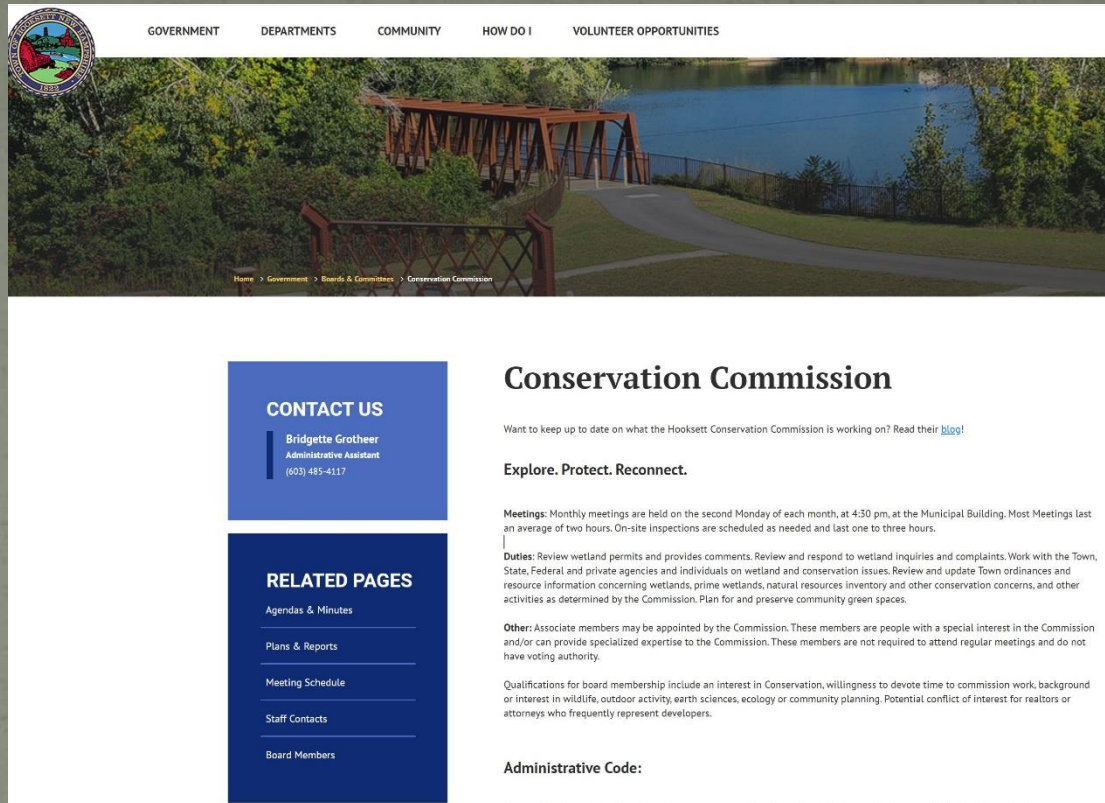 TOWN OF HOOKSETT NEW HAMPSHIRE
1822
GOVERNMENT DEPARTMENTS COMMUNITY HOW DO I VOLUNTEER OPPORTUNITIES
Home > Government > Boards & Committees > Conservation Commission
CONTACT US
Bridgette Grotheer
Administrative Assistant
(603) 485-4117
RELATED PAGES
Agendas & Minutes
Plans & Reports
Meeting Schedule
Staff Contacts
Board Members
Conservation Commission
Want to keep up to date on what the Hooksett Conservation Commission is working on? Read their blog!
Explore. Protect. Reconnect.
Meetings: Monthly meetings are held on the second Monday of each month, at 4:30 pm, at the Municipal Building. Most Meetings last
an average of two hours. On-site inspections are scheduled as needed and last one to three hours.
Duties: Review wetland permits and provides comments. Review and respond to wetland inquiries and complaints. Work with the Town,
State, Federal and private agencies and individuals on wetland and conservation issues. Review and update Town ordinances and
resource information concerning wetlands, prime wetlands, natural resources inventory and other conservation concerns, and other
activities as determined by the Commission. Plan for and preserve community green spaces.
Other: Associate members may be appointed by the Commission. These members are people with a special interest in the Commission
and/or can provide specialized expertise to the Commission. These members are not required to attend regular meetings and do not
have voting authority.
Qualifications for board membership include an interest in Conservation, willingness to devote time to commission work, background
or interest in wildlife, outdoor activity, earth sciences, ecology or community planning. Potential conflict of interest for realtors or
attorneys who frequently represent developers.
Administrative Code: